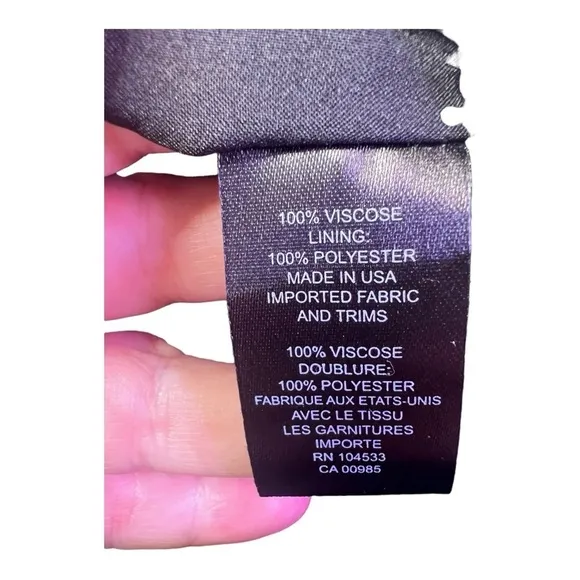 100% VISCOSE
LINING:
100% POLYESTER
MADE IN USA
IMPORTED FABRIC
AND TRIMS
100% VISCOSE
DOUBLURE:
100% POLYESTER
FABRIQUE AUX ETATS-UNIS
AVEC LE TISSU
LES GARNITURES
IMPORTE
RN 104533
CA 00985